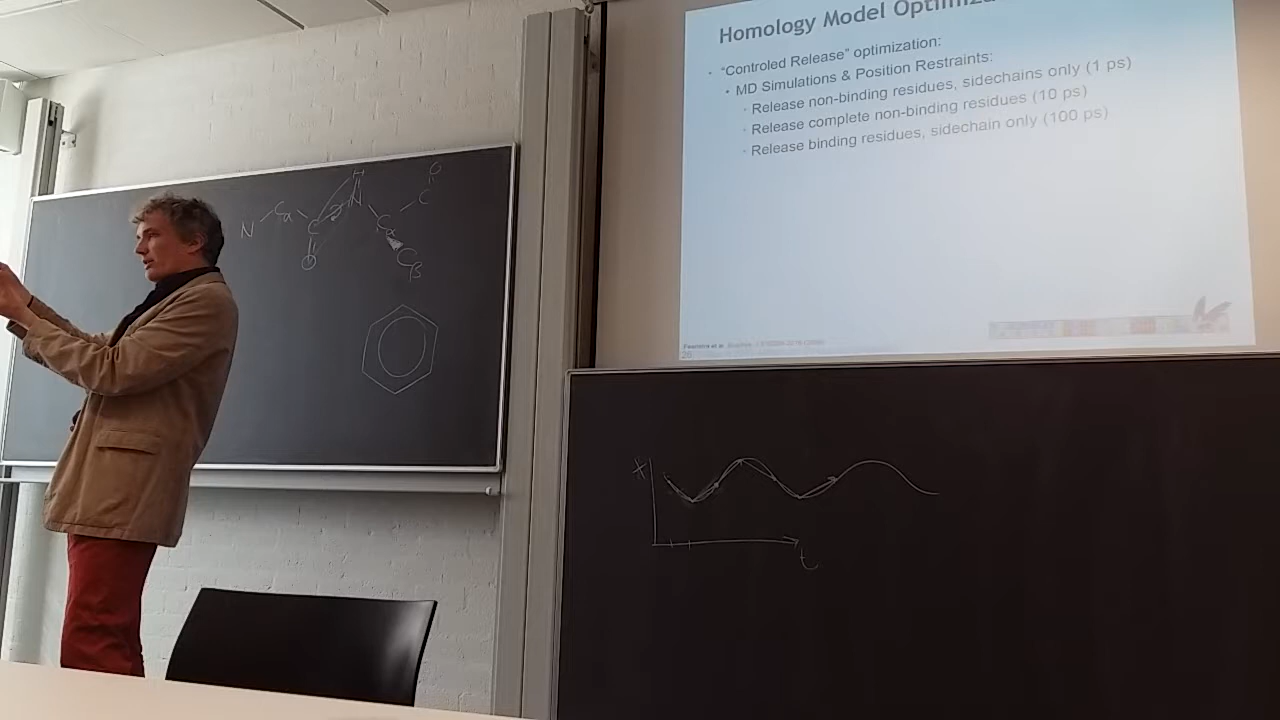 Homology Model
"Controled Release" optimization:
MD Simulations & Position Restraints:
Release non-binding residues, sidechains only (1 ps)
Release complete non-binding residues (10 ps)
Release binding residues, sidechain only (100 ps)
26
N Cα C O N H Cα Cβ C O
x
t